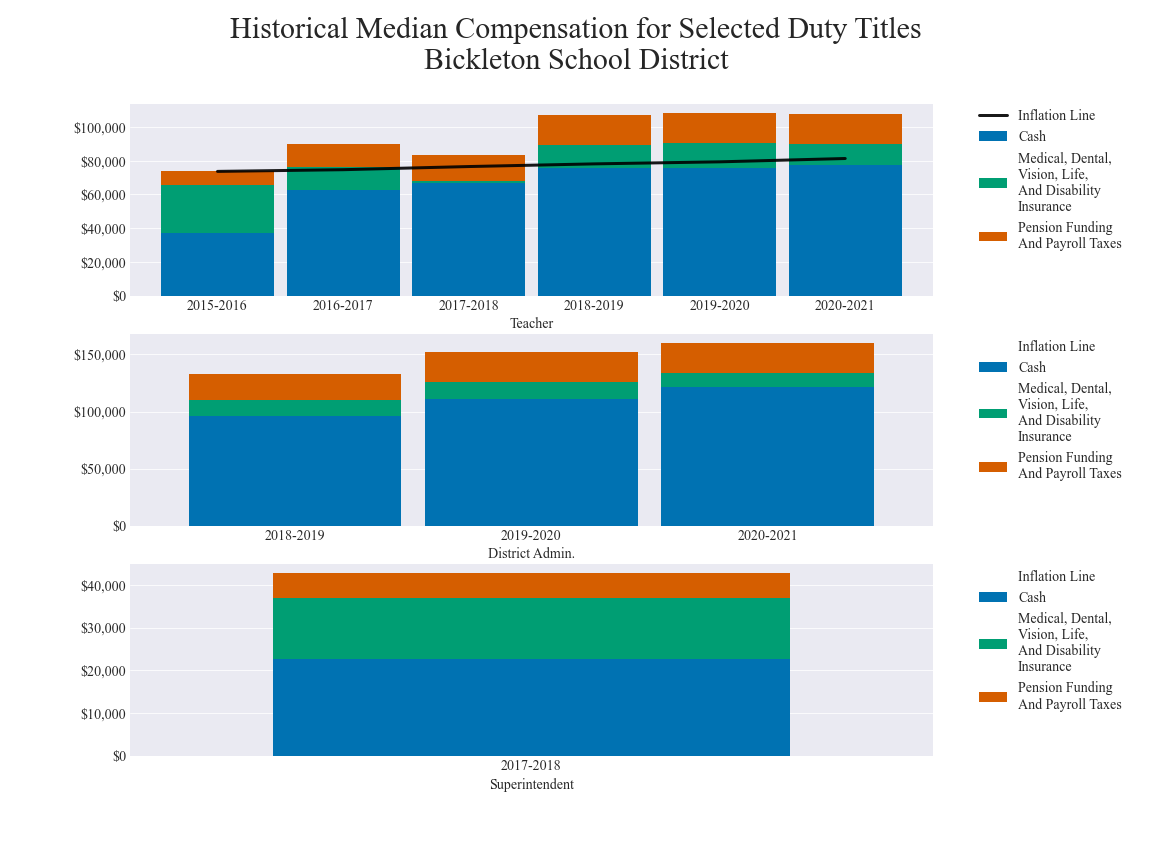 Historical Median Compensation for Selected Duty Titles
Bickleton School District
$100,000
$80,000
$60,000
$40,000
$20,000
$0
2015-2016
2016-2017
2017-2018
2018-2019
2019-2020
2020-2021
Teacher
Inflation Line
Cash
Medical, Dental,
Vision, Life,
And Disability
Insurance
Pension Funding
And Payroll Taxes
$150,000
$100,000
$50,000
$0
2018-2019
2019-2020
2020-2021
District Admin.
Inflation Line
Cash
Medical, Dental,
Vision, Life,
And Disability
Insurance
Pension Funding
And Payroll Taxes
$40,000
$30,000
$20,000
$10,000
$0
2017-2018
Superintendent
Inflation Line
Cash
Medical, Dental,
Vision, Life,
And Disability
Insurance
Pension Funding
And Payroll Taxes